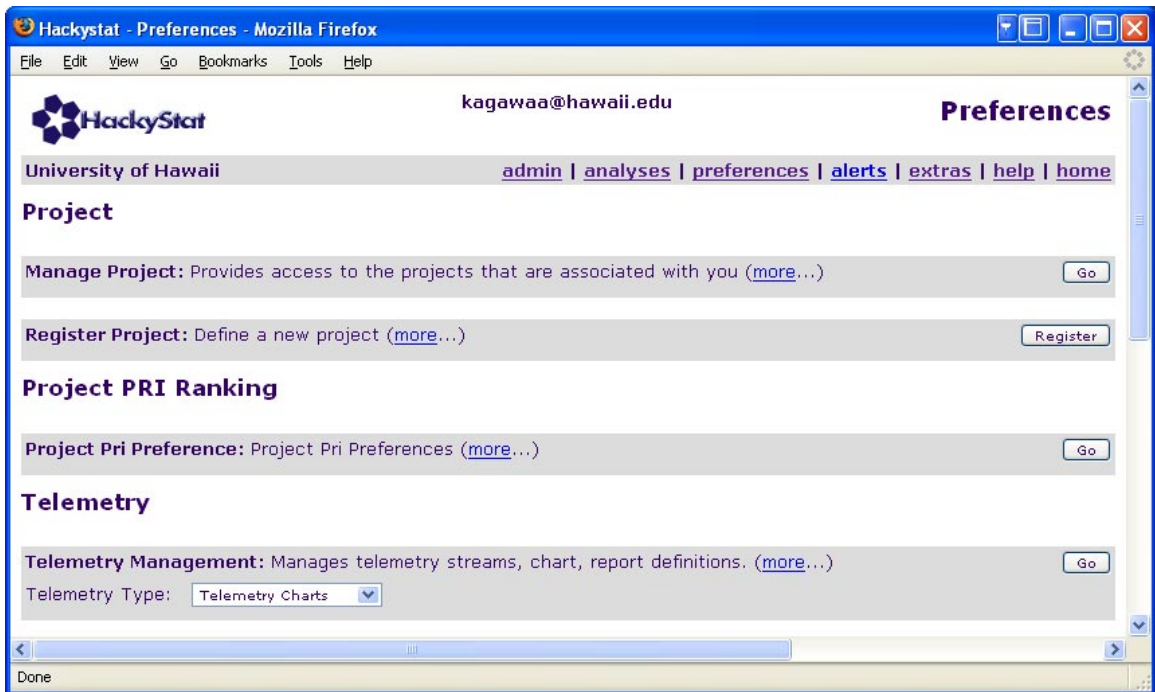 Hackystat - Preferences - Mozilla Firefox
File Edit View Go Bookmarks Tools Help
HackyStat
kagawaa@hawaii.edu
Preferences
University of Hawaii
admin | analyses | preferences | alerts | extras | help | home
Project
Manage Project: Provides access to the projects that are associated with you (more...) Go
Register Project: Define a new project (more...) Register
Project PRI Ranking
Project Pri Preference: Project Pri Preferences (more...) Go
Telemetry
Telemetry Management: Manages telemetry streams, chart, report definitions. (more...) Go
Telemetry Type: Telemetry Charts
Done